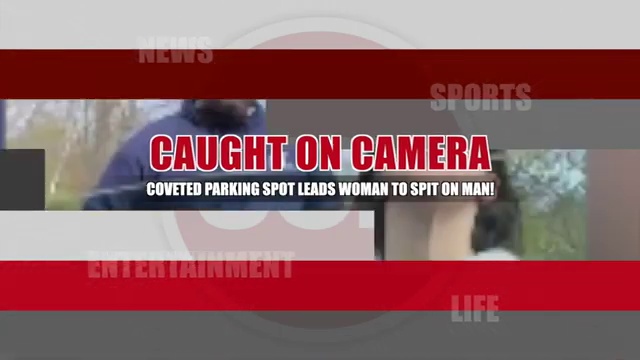 NEWS
SPORTS
CAUGHT ON CAMERA
COVETED PARKING SPOT LEADS WOMAN TO SPIT ON MAN!
ENTERTAINMENT
LIFE